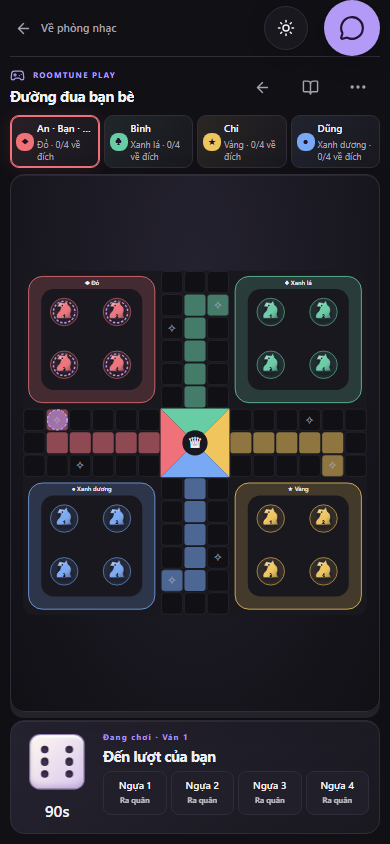 Về phòng nhạc
ROOMTUNE PLAY
Đường đua bạn bè
An · Bạn · ...
Đỏ · 0/4 về
đích
Bình
Xanh lá · 0/4
về đích
Chi
Vàng · 0/4 về
đích
Dũng
Xanh dương ·
0/4 về đích
Đỏ
Xanh lá
Xanh dương
Vàng
Đang chơi · Ván 1
Đến lượt của bạn
90s
Ngựa 1
Ra quân
Ngựa 2
Ra quân
Ngựa 3
Ra quân
Ngựa 4
Ra quân